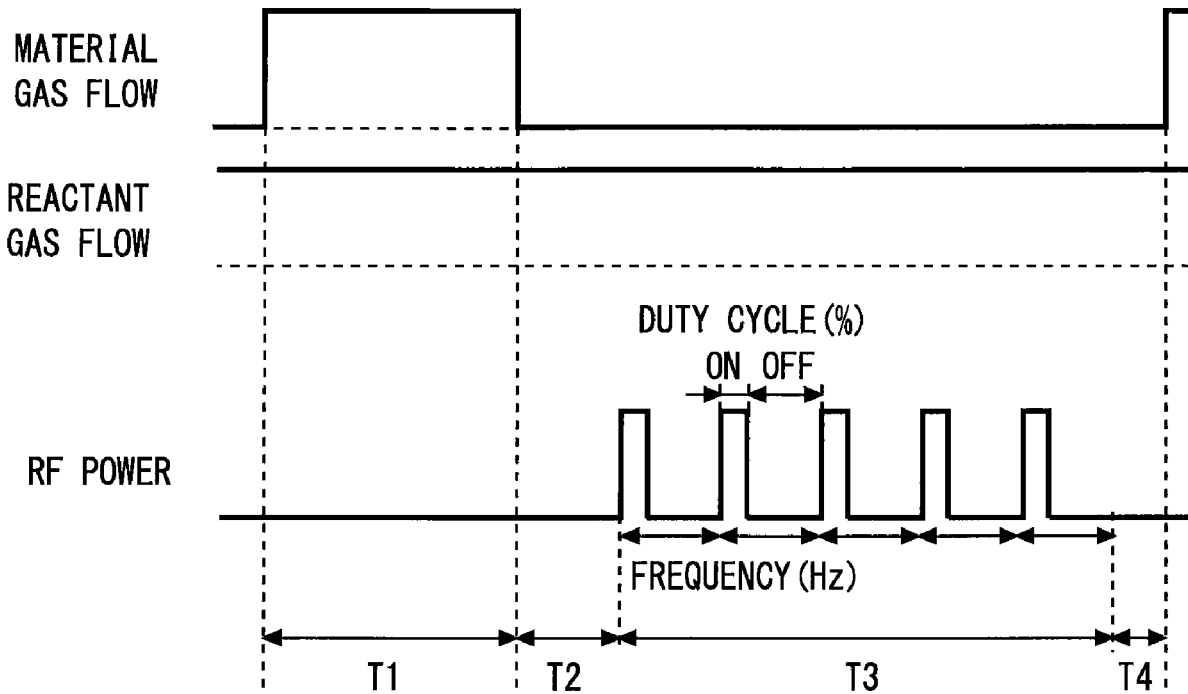 MATERIAL
GAS FLOW
REACTANT
GAS FLOW
DUTY CYCLE(%)
ON OFF
RF POWER
FREQUENCY(Hz)
T1 T2 T3 T4